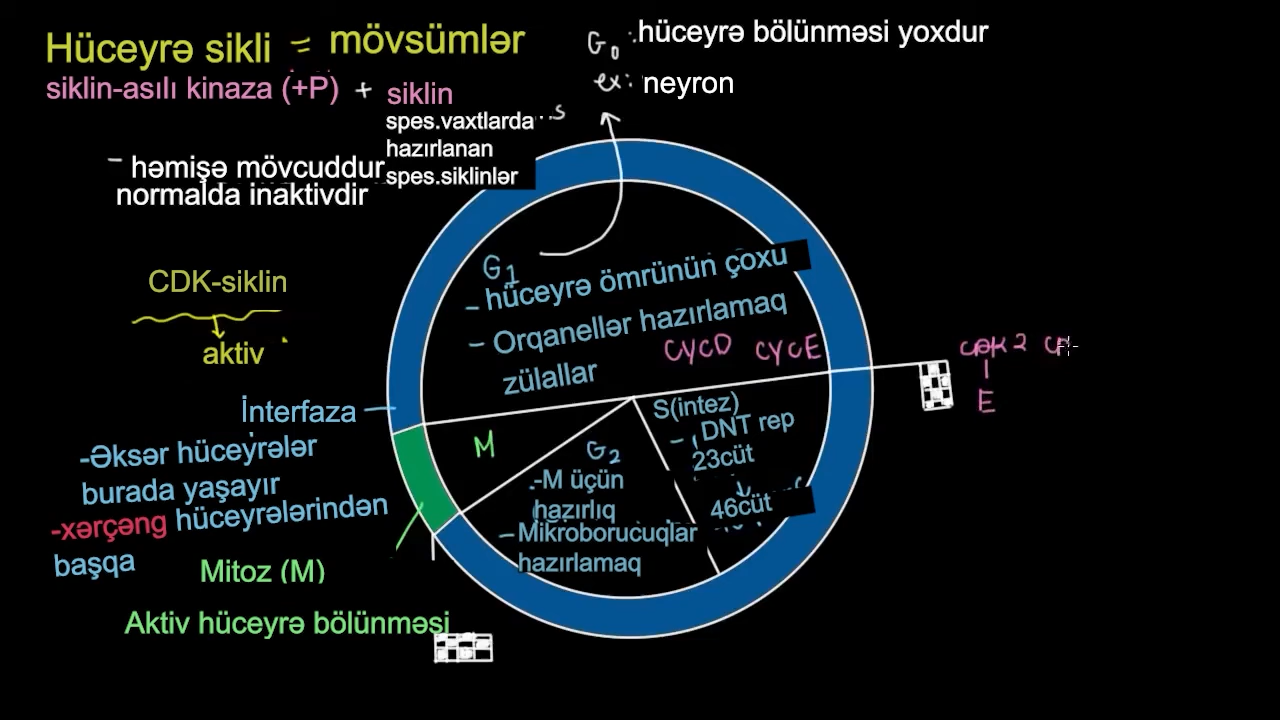 Hüceyrə sikli = mövsümlər
siklin-asılı kinaza (+P) + siklin
spes.vaxtlarda
hazırlanan
spes.siklinlər
- həmişə mövcuddur
normalda inaktivdir
G0: hüceyrə bölünməsi yoxdur
ex: neyron
CDK-siklin
aktiv
G1
- hüceyrə ömrünün çoxu
- Orqanellər hazırlamaq
zülallar
CYCD CYCE
CDK2
E
İnterfaza
-Əksər hüceyrələr
burada yaşayır
-xərçəng hüceyrələrindən
başqa
Mitoz (M)
Aktiv hüceyrə bölünməsi
M
G2
-M üçün
hazırlıq
- Mikroborucuqlar
hazırlamaq
S(intez)
- DNT rep
23cüt
46cüt